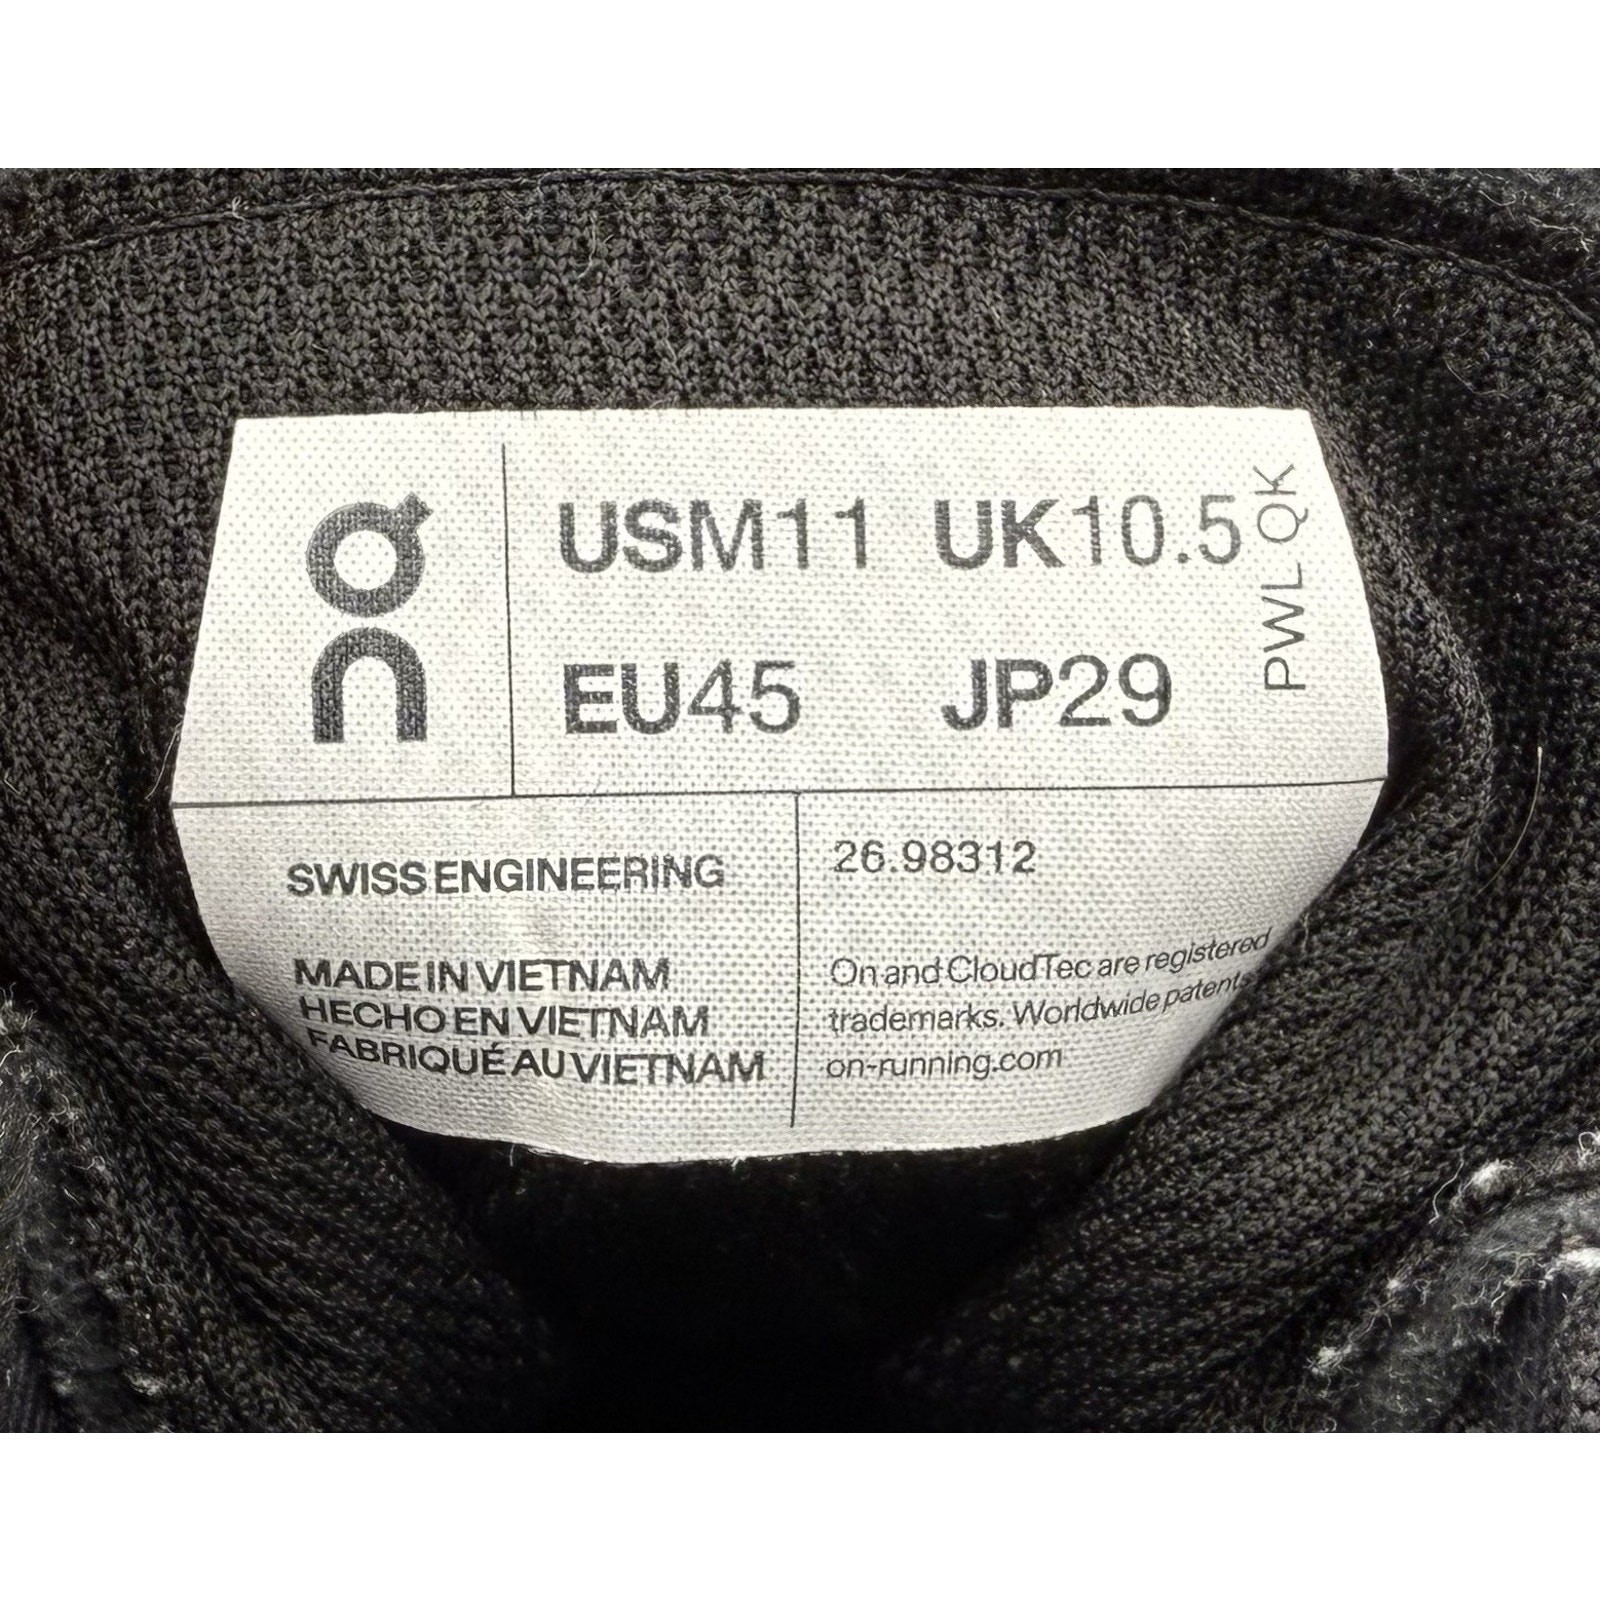 On
USM11 UK10.5
EU45 JP29
PWL QK
SWISS ENGINEERING
MADE IN VIETNAM
HECHO EN VIETNAM
FABRIQUÉ AU VIETNAM
26.98312
On and CloudTec are registered
trademarks. Worldwide patents
on-running.com